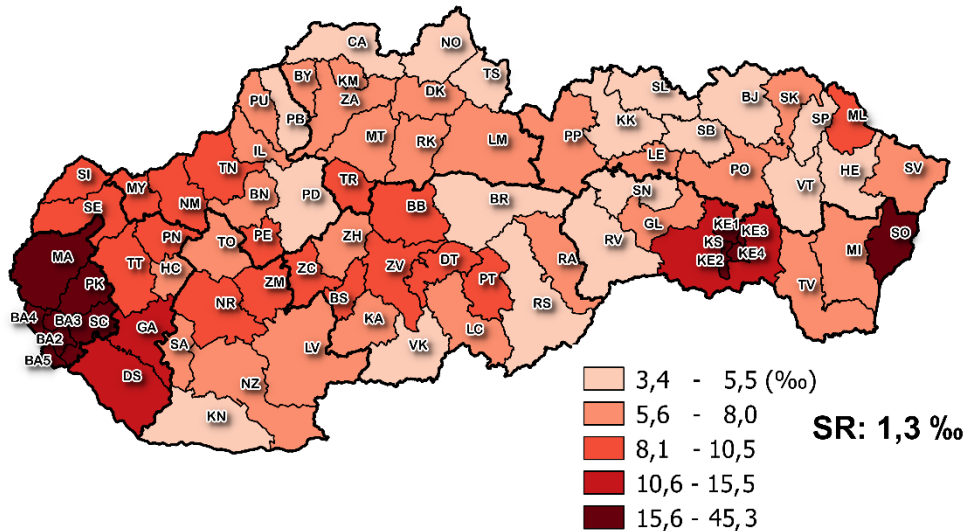 CA
NO
TS
BY
KM
PU
ZA
DK
PB
SL
BJ
SK
SP
ML
KK
SB
MT
RK
LM
PP
IL
LE
PO
VT
HE
SV
TN
SI
MY
NM
BN
PD
TR
SE
BB
BR
SN
GL
RV
KE1
KE3
KS
KE2
KE4
SO
PN
TO
PE
ZH
MA
TT
HC
PK
ZC
ZM
ZV
DT
PT
RA
MI
TV
NR
BS
BA4
BA3
SC
BA2
BA5
GA
SA
KA
RS
LC
VK
LV
DS
NZ
KN
3,4 - 5,5 (‰)
5,6 - 8,0
8,1 - 10,5
10,6 - 15,5
15,6 - 45,3
SR: 1,3 ‰